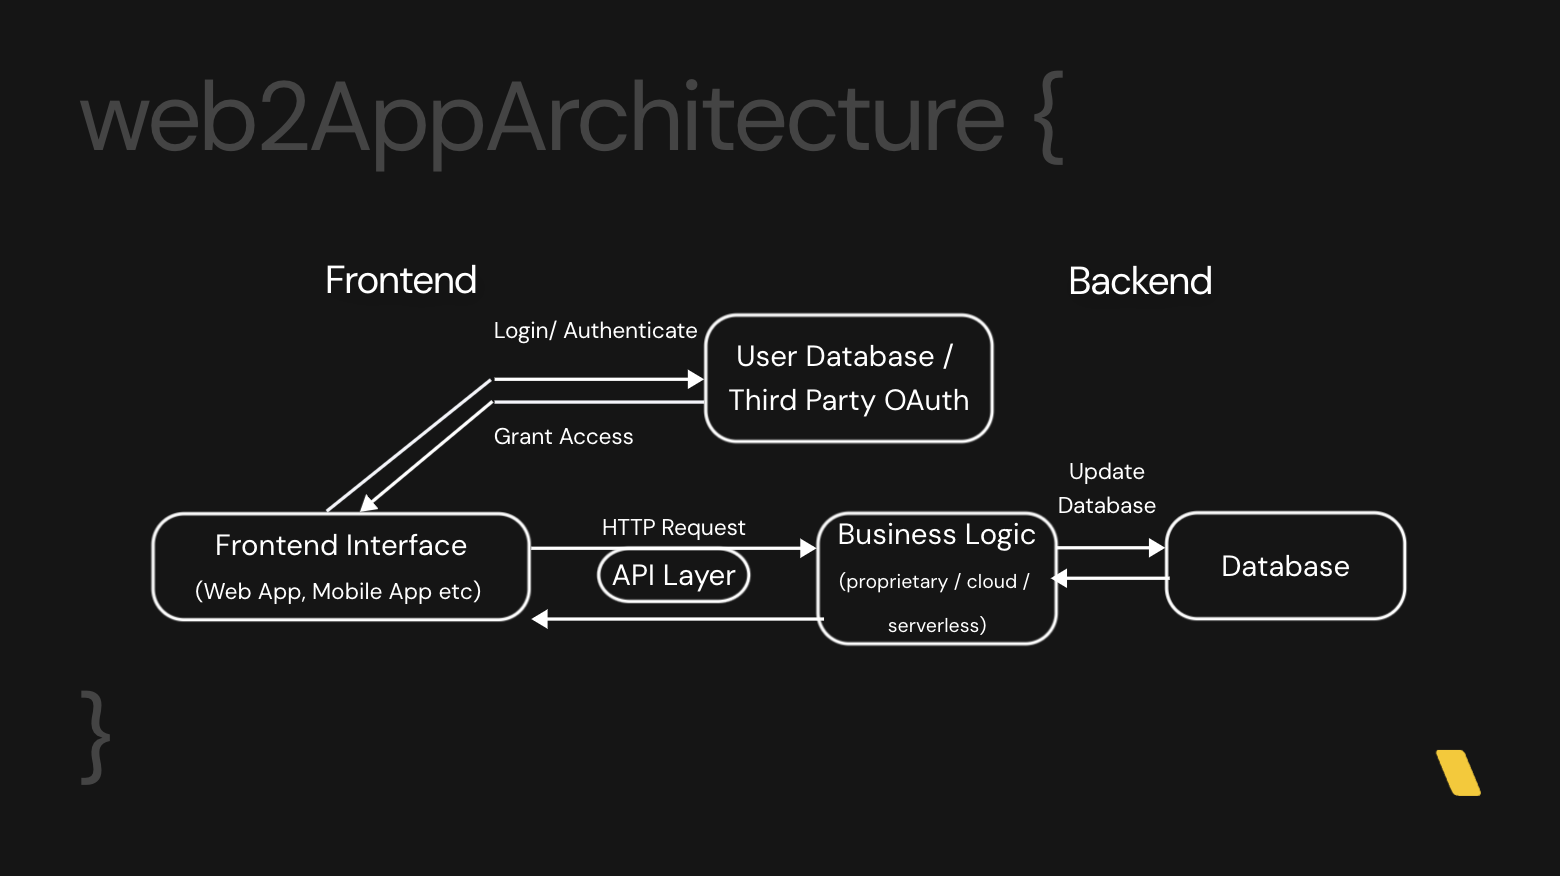 web2AppArchitecture {
Frontend
Backend
Login/ Authenticate
User Database /
Third Party OAuth
Grant Access
Update
Database
HTTP Request
Frontend Interface
(Web App, Mobile App etc)
API Layer
Business Logic
(proprietary / cloud /
serverless)
Database
}